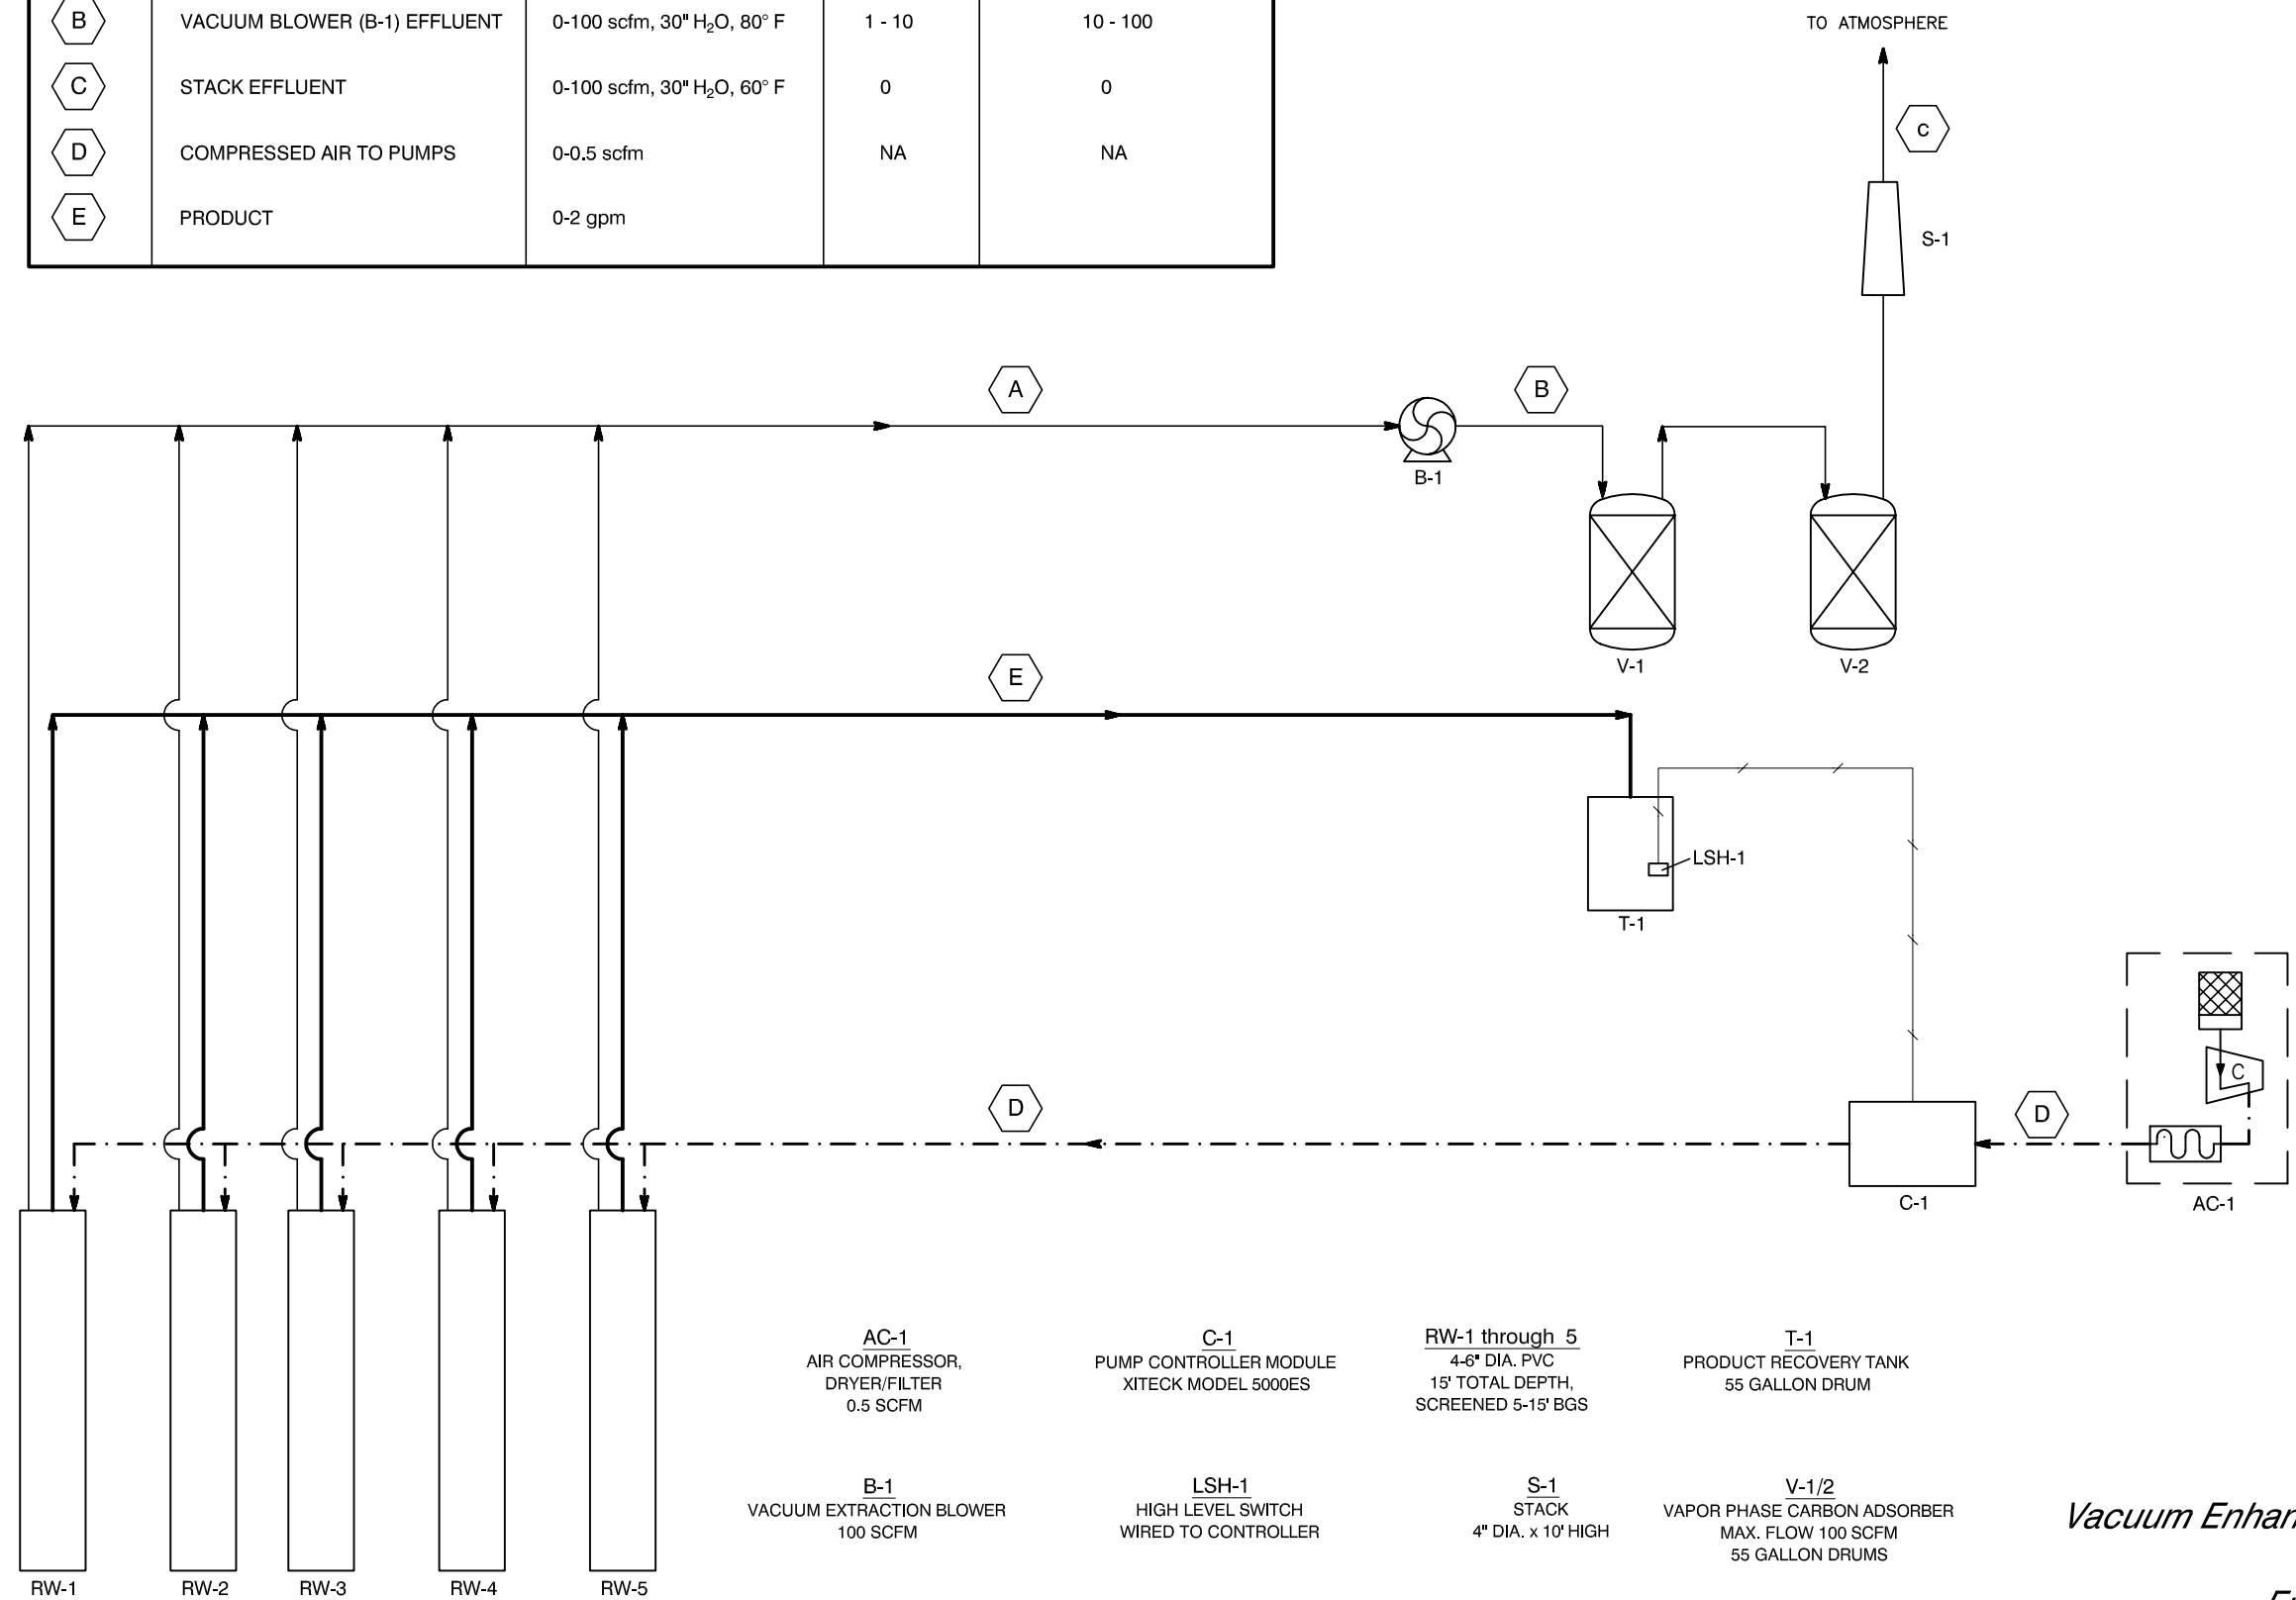 B VACUUM BLOWER (B-1) EFFLUENT 0-100 scfm, 30" H₂O, 80° F 1 - 10 10 - 100
C STACK EFFLUENT 0-100 scfm, 30" H₂O, 60° F 0 0
D COMPRESSED AIR TO PUMPS 0-0.5 scfm NA NA
E PRODUCT 0-2 gpm
TO ATMOSPHERE
c
S-1
A
B
B-1
V-1
V-2
E
LSH-1
T-1
C
D
D
C-1
AC-1
AC-1
AIR COMPRESSOR,
DRYER/FILTER
0.5 SCFM
C-1
PUMP CONTROLLER MODULE
XITECK MODEL 5000ES
RW-1 through 5
4-6" DIA. PVC
15' TOTAL DEPTH,
SCREENED 5-15' BGS
T-1
PRODUCT RECOVERY TANK
55 GALLON DRUM
B-1
VACUUM EXTRACTION BLOWER
100 SCFM
LSH-1
HIGH LEVEL SWITCH
WIRED TO CONTROLLER
S-1
STACK
4" DIA. x 10' HIGH
V-1/2
VAPOR PHASE CARBON ADSORBER
MAX. FLOW 100 SCFM
55 GALLON DRUMS
Vacuum Enhan
RW-1
RW-2
RW-3
RW-4
RW-5